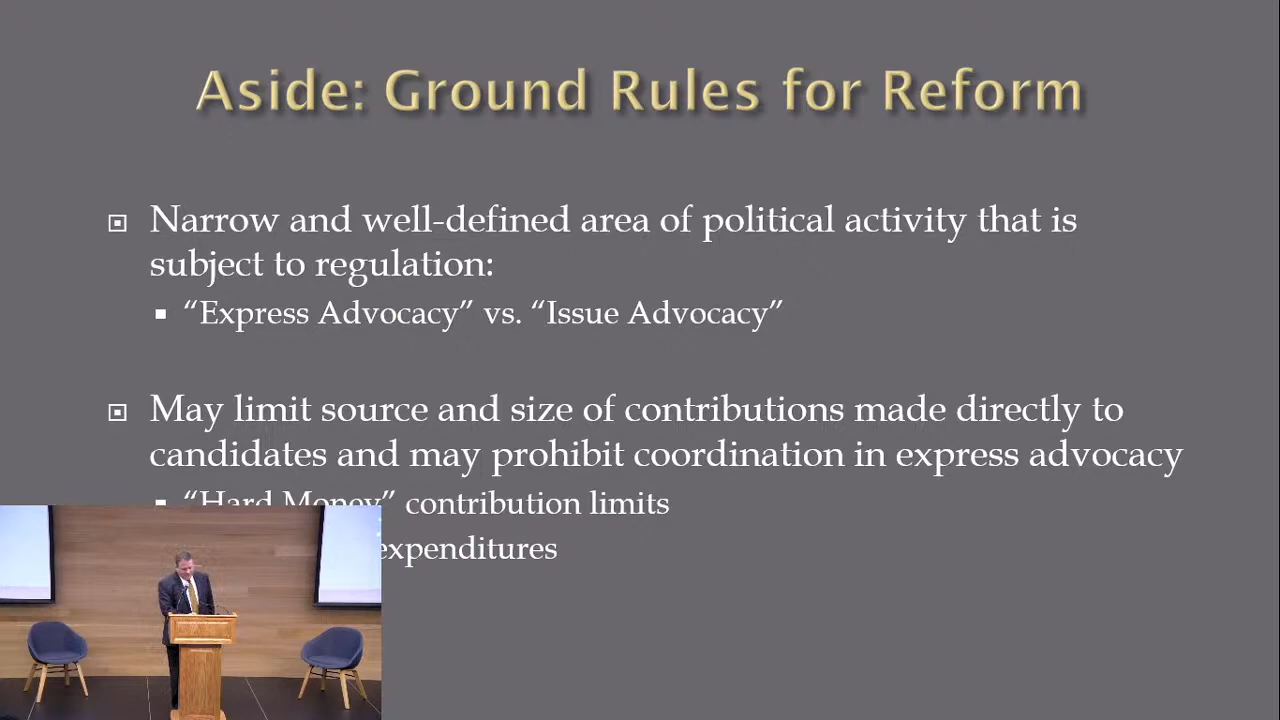 Aside: Ground Rules for Reform
Narrow and well-defined area of political activity that is
subject to regulation:
“Express Advocacy” vs. “Issue Advocacy”
May limit source and size of contributions made directly to
candidates and may prohibit coordination in express advocacy
“Hard Money” contribution limits
expenditures